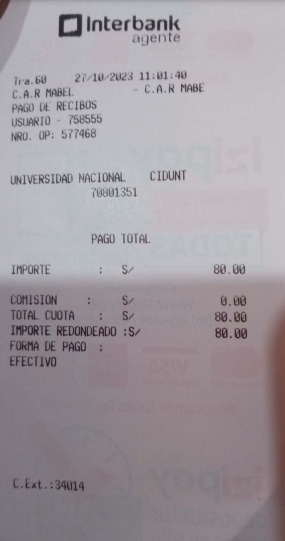 Interbank
agente
Tra.60 27/10/2023 11:01:40
C.A.R MABEL - C.A.R MABE
PAGO DE RECIBOS
USUARIO - 758555
NRO. OP: 577468
UNIVERSIDAD NACIONAL CIDUNT
70801351
PAGO TOTAL
IMPORTE : S/ 80.00
COMISION : S/ 0.00
TOTAL CUOTA : S/ 80.00
IMPORTE REDONDEADO :S/ 80.00
FORMA DE PAGO :
EFECTIVO
C.Ext.:34014